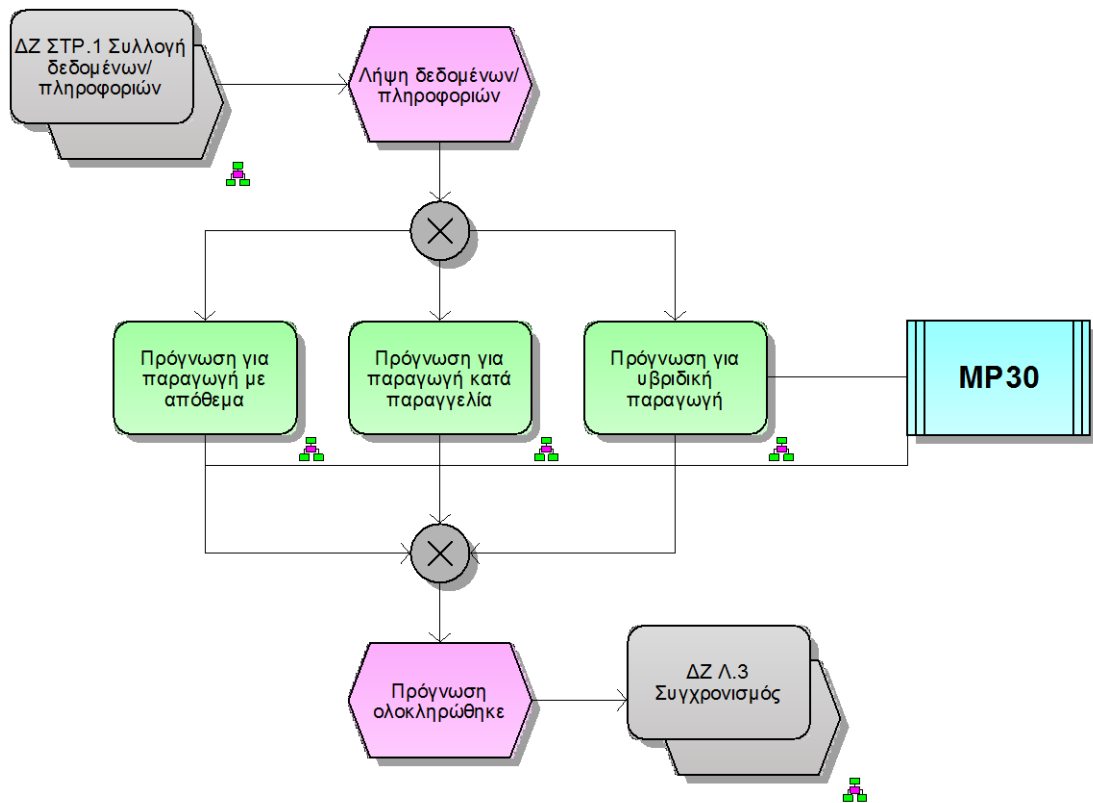 ΔΖ ΣΤΡ.1 Συλλογή
δεδομένων/
πληροφοριών
Λήψη δεδομένων/
πληροφοριών
Πρόγνωση για
παραγωγή με
απόθεμα
Πρόγνωση για
παραγωγή κατά
παραγγελία
Πρόγνωση για
υβριδική
παραγωγή
MP30
Πρόγνωση
ολοκληρώθηκε
ΔΖ Λ.3
Συγχρονισμός